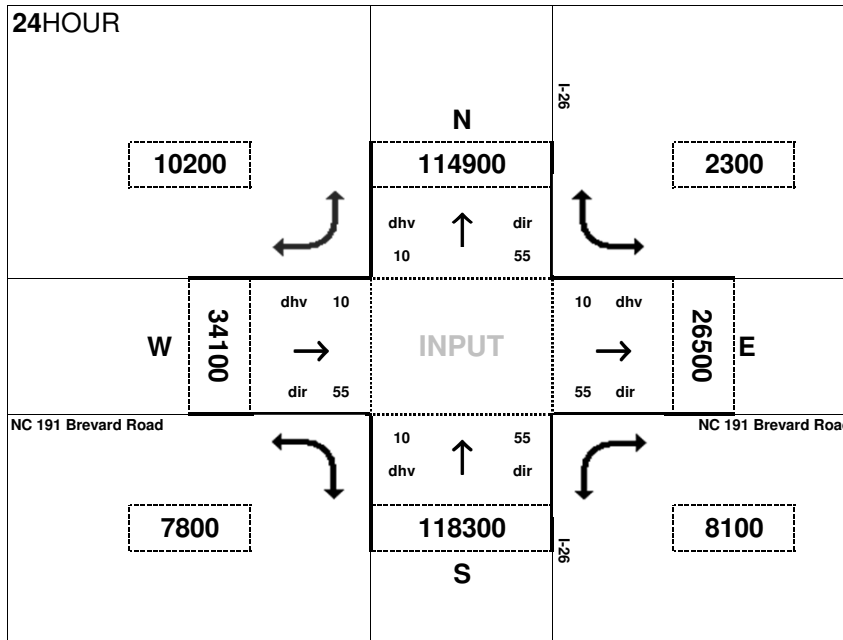 24HOUR
I-26
N
10200
114900
2300
dhv
dir
10
55
dhv 10
10 dhv
W
34100
INPUT
26500
E
dir 55
55 dir
NC 191 Brevard Road
NC 191 Brevard Road
10
55
dhv
dir
7800
118300
8100
I-26
S